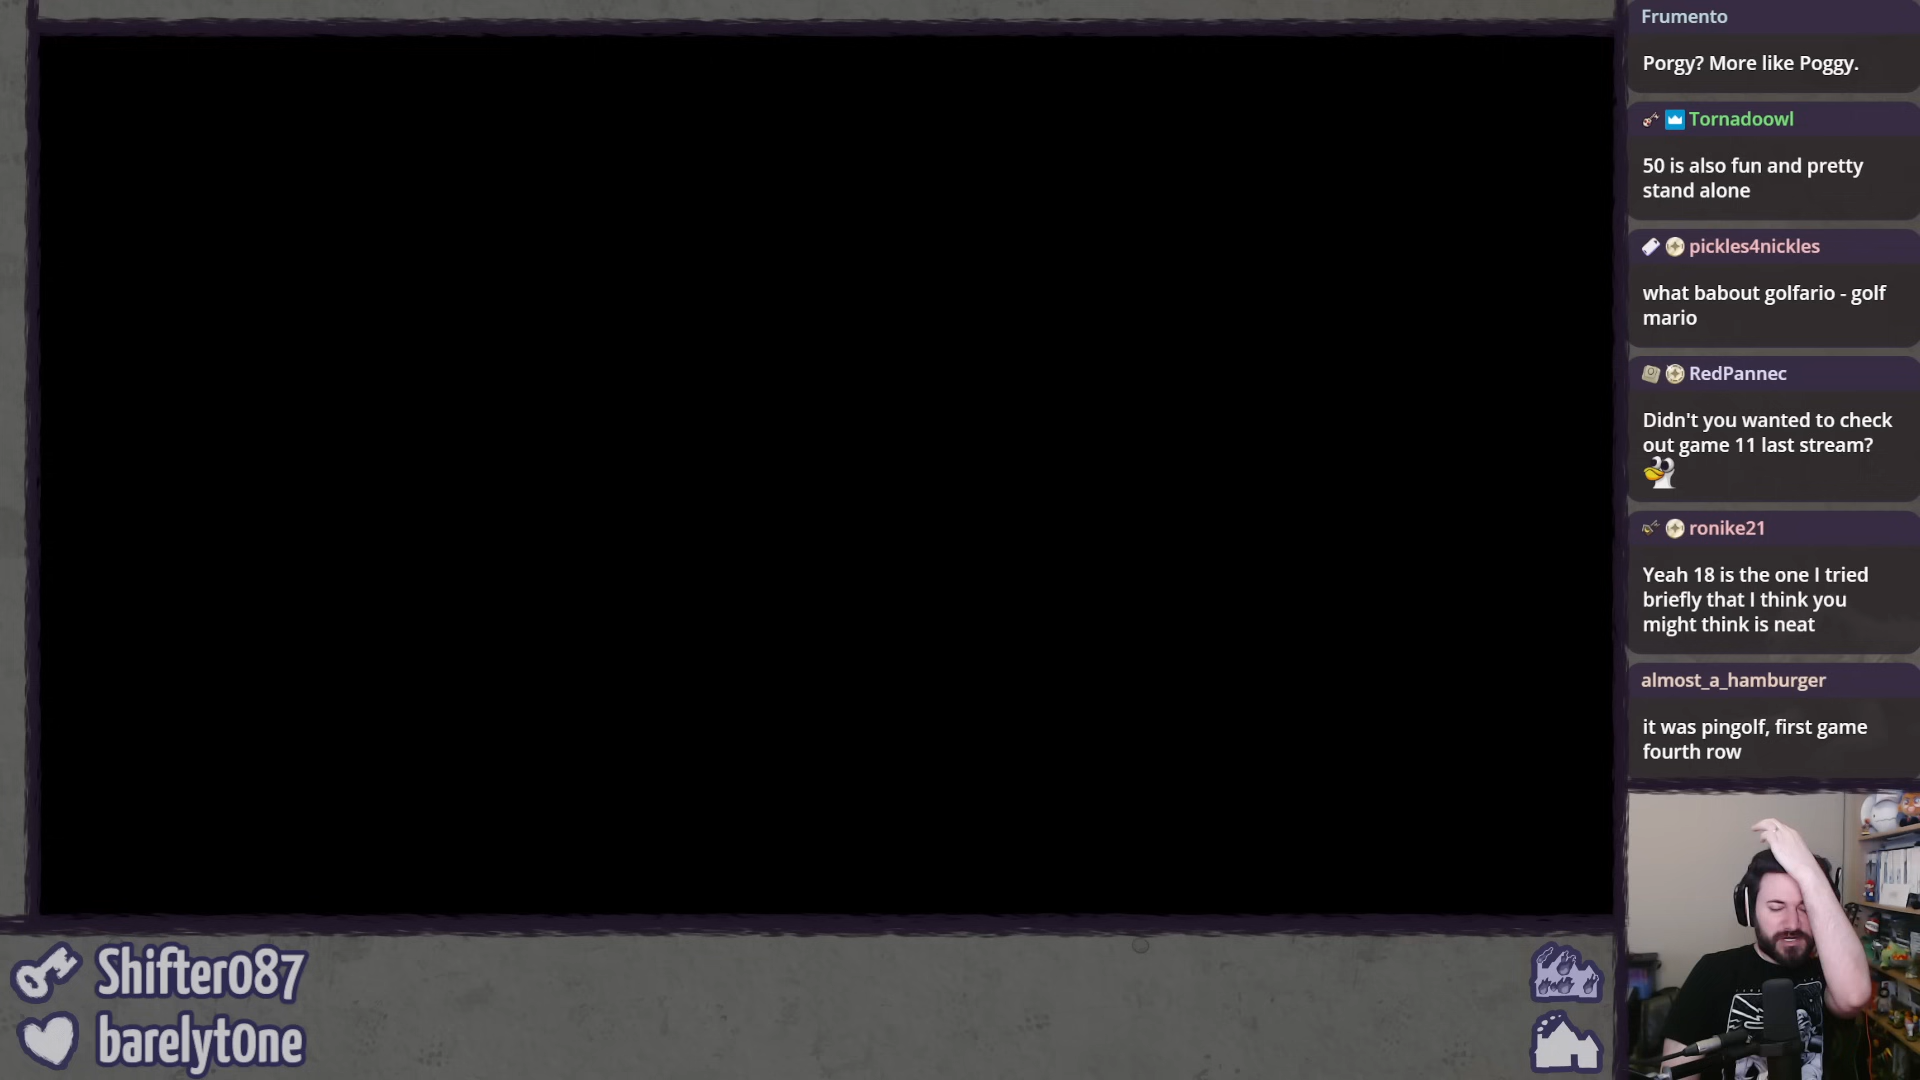 Frumento
Porgy? More like Poggy.
Tornadoowl
50 is also fun and pretty
stand alone
pickles4nickles
what babout golfario - golf
mario
RedPannec
Didn't you wanted to check
out game 11 last stream?
ronike21
Yeah 18 is the one I tried
briefly that I think you
might think is neat
almost_a_hamburger
it was pingolf, first game
fourth row
Shifter087
barelyt0ne